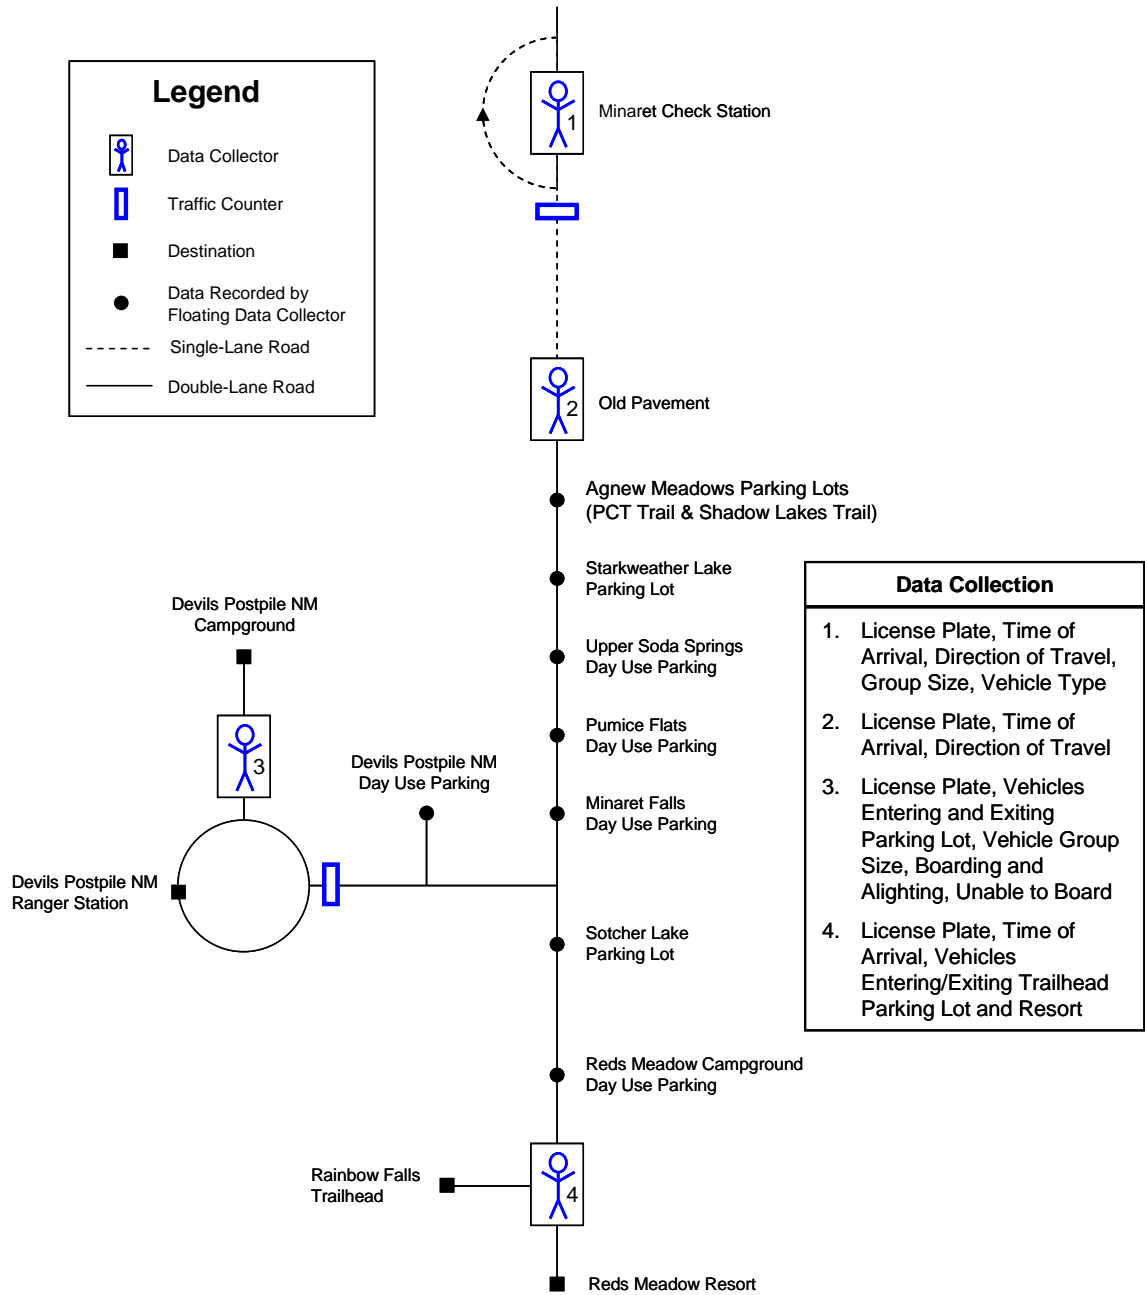 Legend
Data Collector
Traffic Counter
Destination
Data Recorded by
Floating Data Collector
Single-Lane Road
Double-Lane Road
1
Minaret Check Station
2
Old Pavement
Agnew Meadows Parking Lots
(PCT Trail & Shadow Lakes Trail)
Starkweather Lake
Parking Lot
Upper Soda Springs
Day Use Parking
Pumice Flats
Day Use Parking
Minaret Falls
Day Use Parking
Devils Postpile NM
Campground
3
Devils Postpile NM
Day Use Parking
Devils Postpile NM
Ranger Station
Sotcher Lake
Parking Lot
Reds Meadow Campground
Day Use Parking
Rainbow Falls
Trailhead
4
Reds Meadow Resort
Data Collection
1. License Plate, Time of
Arrival, Direction of Travel,
Group Size, Vehicle Type
2. License Plate, Time of
Arrival, Direction of Travel
3. License Plate, Vehicles
Entering and Exiting
Parking Lot, Vehicle Group
Size, Boarding and
Alighting, Unable to Board
4. License Plate, Time of
Arrival, Vehicles
Entering/Exiting Trailhead
Parking Lot and Resort